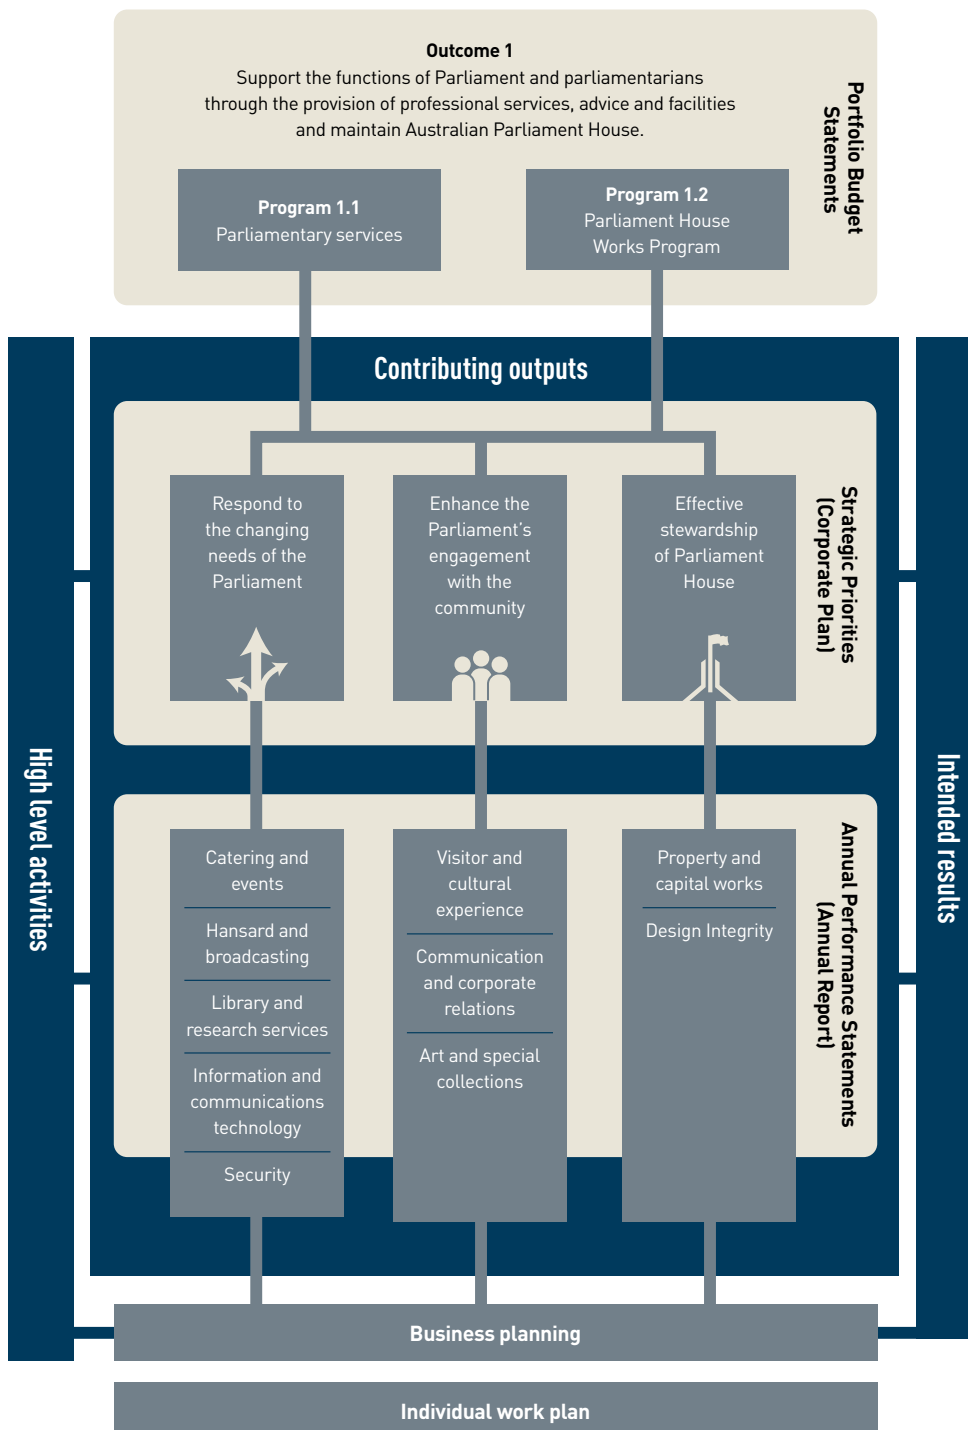 Outcome 1
Support the functions of Parliament and parliamentarians
through the provision of professional services, advice and facilities
and maintain Australian Parliament House.
Portfolio Budget
Statements
Program 1.1
Parliamentary services
Program 1.2
Parliament House
Works Program
Contributing outputs
Respond to
the changing
needs of the
Parliament
Enhance the
Parliament's
engagement
with the
community
Effective
stewardship
of Parliament
House
Strategic Priorities
(Corporate Plan)
High level activities
Intended results
Catering and
events
Hansard and
broadcasting
Library and
research services
Information and
communications
technology
Security
Visitor and
cultural
experience
Communication
and corporate
relations
Art and special
collections
Property and
capital works
Design Integrity
Annual Performance Statements
(Annual Report)
Business planning
Individual work plan